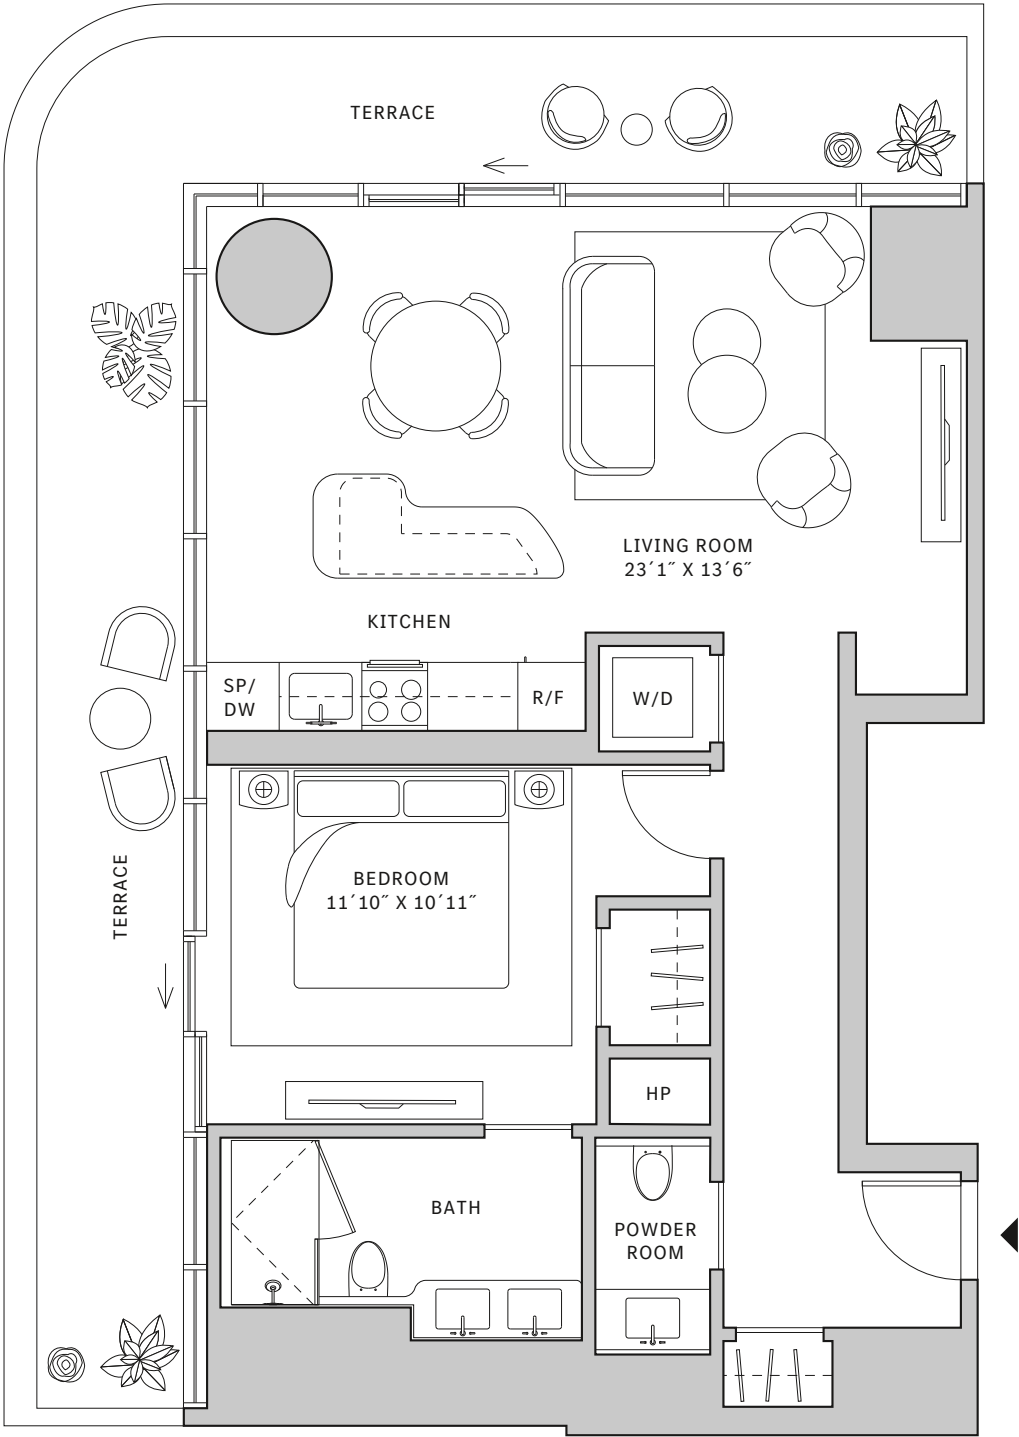 TERRACE
LIVING ROOM
23´1˝ X 13´6˝
KITCHEN
SP/
DW
R/F
W/D
BEDROOM
11´10˝ X 10´11˝
TERRACE
HP
BATH
POWDER
ROOM